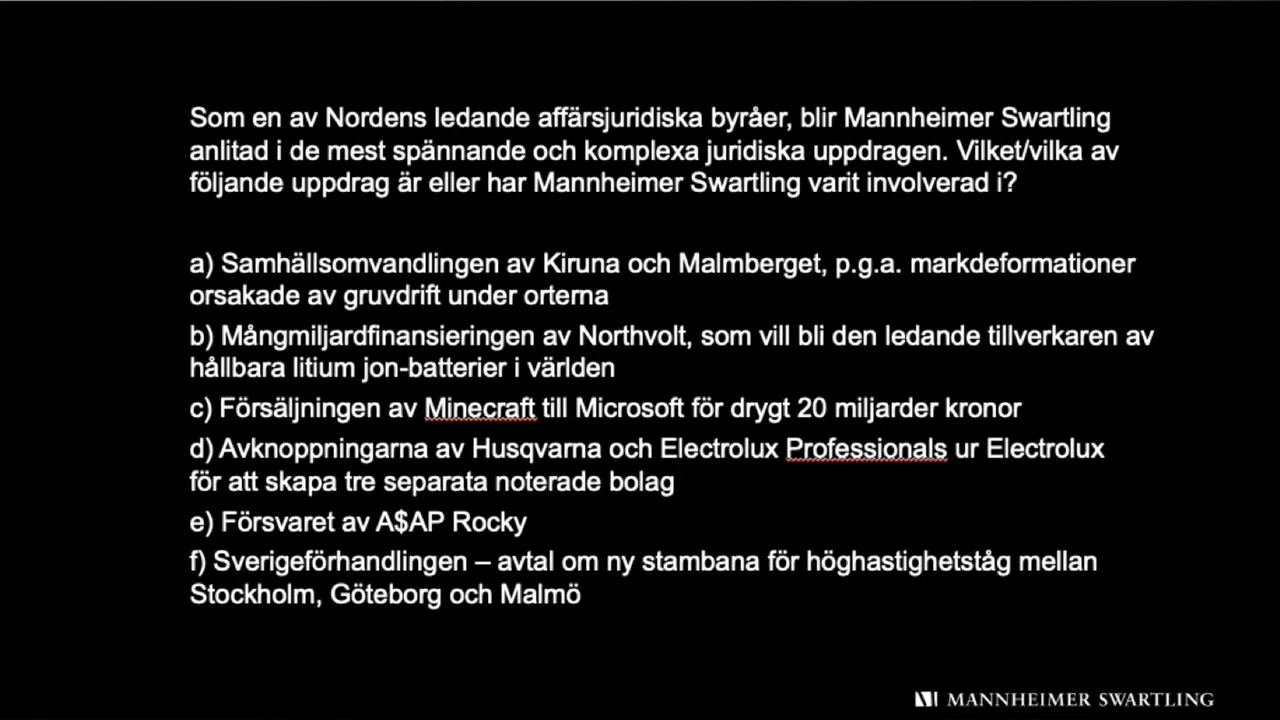 Som en av Nordens ledande affärsjuridiska byråer, blir Mannheimer Swartling
anlitad i de mest spännande och komplexa juridiska uppdragen. Vilket/vilka av
följande uppdrag är eller har Mannheimer Swartling varit involverad i?
a) Samhällsomvandlingen av Kiruna och Malmberget, p.g.a. markdeformationer
orsakade av gruvdrift under orterna
b) Mångmiljardfinansieringen av Northvolt, som vill bli den ledande tillverkaren av
hållbara litium jon-batterier i världen
c) Försäljningen av Minecraft till Microsoft för drygt 20 miljarder kronor
d) Avknoppningarna av Husqvarna och Electrolux Professionals ur Electrolux
för att skapa tre separata noterade bolag
e) Försvaret av A$AP Rocky
f) Sverigeförhandlingen – avtal om ny stambana för höghastighetståg mellan
Stockholm, Göteborg och Malmö
MANNHEIMER SWARTLING